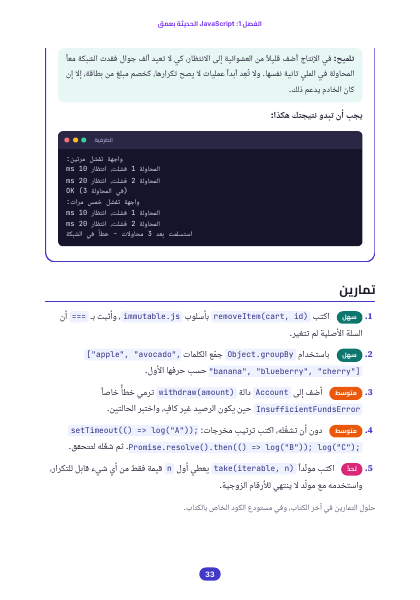 الفصل 1: JavaScript الحديثة بعمق
تلميح: في الإنتاج أضف قليلاً من العشوائية إلى الانتظار، كي لا تعيد ألف جوال فقدت الشبكة معاً
المحاولة في الملي ثانية نفسها. ولا تُعِد أبداً عمليات لا يصح تكرارها، كخصم مبلغ من بطاقة، إلا إن
كان الخادم يدعم ذلك.
يجب أن تبدو نتيجتك هكذا:
الطرفية
واجهة تفشل مرتين:
المحاولة 1 فشلت، انتظار 10 ms
المحاولة 2 فشلت، انتظار 20 ms
OK (في المحاولة 3)
واجهة تفشل خمس مرات:
المحاولة 1 فشلت، انتظار 10 ms
المحاولة 2 فشلت، انتظار 20 ms
استسلمت بعد 3 محاولات - خطأ في الشبكة
تمارين
1. سهل اكتب removeItem(cart, id) بأسلوب immutable.js، وأثبت بـ === أن
السلة الأصلية لم تتغير.
2. سهل باستخدام Object.groupBy جمّع الكلمات ["apple", "avocado",
"banana", "blueberry", "cherry"] حسب حرفها الأول.
3. متوسط أضف إلى Account دالة withdraw(amount) ترمي خطأً خاصاً
InsufficientFundsError حين يكون الرصيد غير كافٍ، واختبر الحالتين.
4. متوسط دون أن تشغّله، اكتب ترتيب مخرجات: setTimeout(() => log("A"));
Promise.resolve().then(() => log("B")); log("C");. ثم شغّله لتتحقق.
5. تحدٍّ اكتب مولّداً take(iterable, n) يعطي أول n قيمة فقط من أي شيء قابل للتكرار،
واستخدمه مع مولّد لا ينتهي للأرقام الزوجية.
حلول التمارين في آخر الكتاب، وفي مستودع الكود الخاص بالكتاب.
33